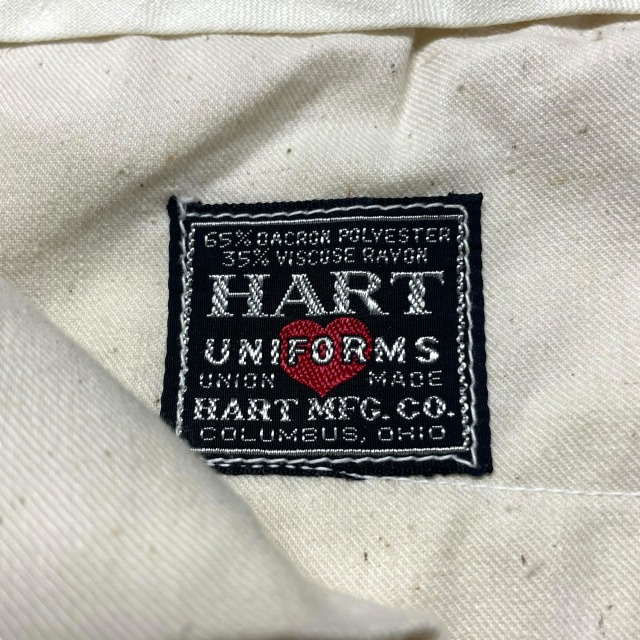 65% DACRON POLYESTER
35% VISCOSE RAYON
HART
UNIFORMS
UNION MADE
HART MFG. CO.
COLUMBUS, OHIO